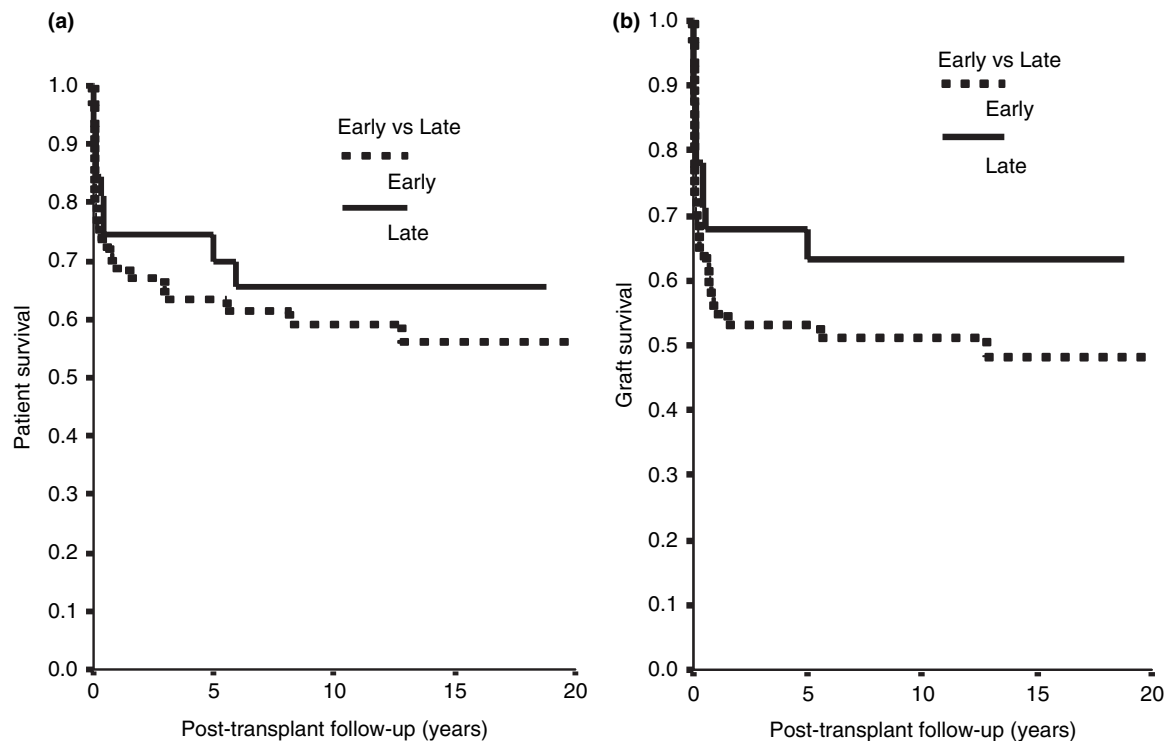 (a)
1.0
0.9
0.8
0.7
0.6
0.5
0.4
0.3
0.2
0.1
0.0
Patient survival
0 5 10 15 20
Post-transplant follow-up (years)
Early vs Late
Early
Late
(b)
1.0
0.9
0.8
0.7
0.6
0.5
0.4
0.3
0.2
0.1
0.0
Graft survival
0 5 10 15 20
Post-transplant follow-up (years)
Early vs Late
Early
Late